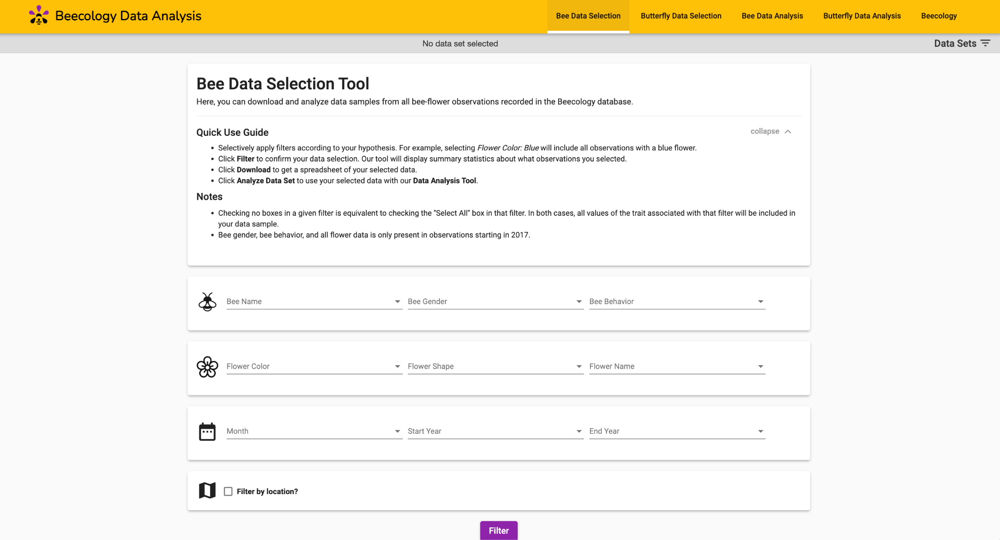 Beecology Data Analysis
Bee Data Selection
Butterfly Data Selection
Bee Data Analysis
Butterfly Data Analysis
Beecology
No data set selected
Data Sets
Bee Data Selection Tool
Here, you can download and analyze data samples from all bee-flower observations recorded in the Beecology database.
Quick Use Guide
collapse
• Selectively apply filters according to your hypothesis. For example, selecting Flower Color: Blue will include all observations with a blue flower.
• Click Filter to confirm your data selection. Our tool will display summary statistics about what observations you selected.
• Click Download to get a spreadsheet of your selected data.
• Click Analyze Data Set to use your selected data with our Data Analysis Tool.
Notes
• Checking no boxes in a given filter is equivalent to checking the "Select All" box in that filter. In both cases, all values of the trait associated with that filter will be included in
your data sample.
• Bee gender, bee behavior, and all flower data is only present in observations starting in 2017.
Bee Name
Bee Gender
Bee Behavior
Flower Color
Flower Shape
Flower Name
Month
Start Year
End Year
Filter by location?
Filter